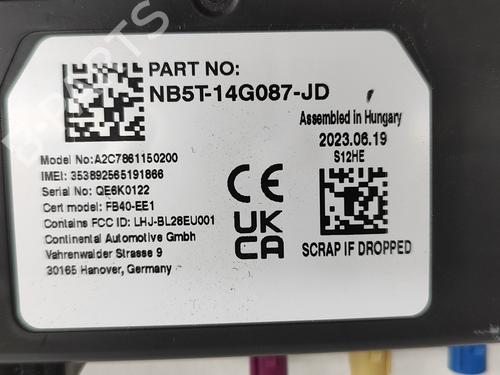 PART NO:
NB5T-14G087-JD
Assembled in Hungary
2023.06.19
S12HE
Model No:A2C7861150200
IMEI: 353892565191866
Serial No: QE6K0122
Cert model: FB40-EE1
Contains FCC ID: LHJ-BL28EU001
Continental Automotive GmbH
Vahrenwalder Strasse 9
30165 Hanover, Germany
CE
UK
CA
SCRAP IF DROPPED